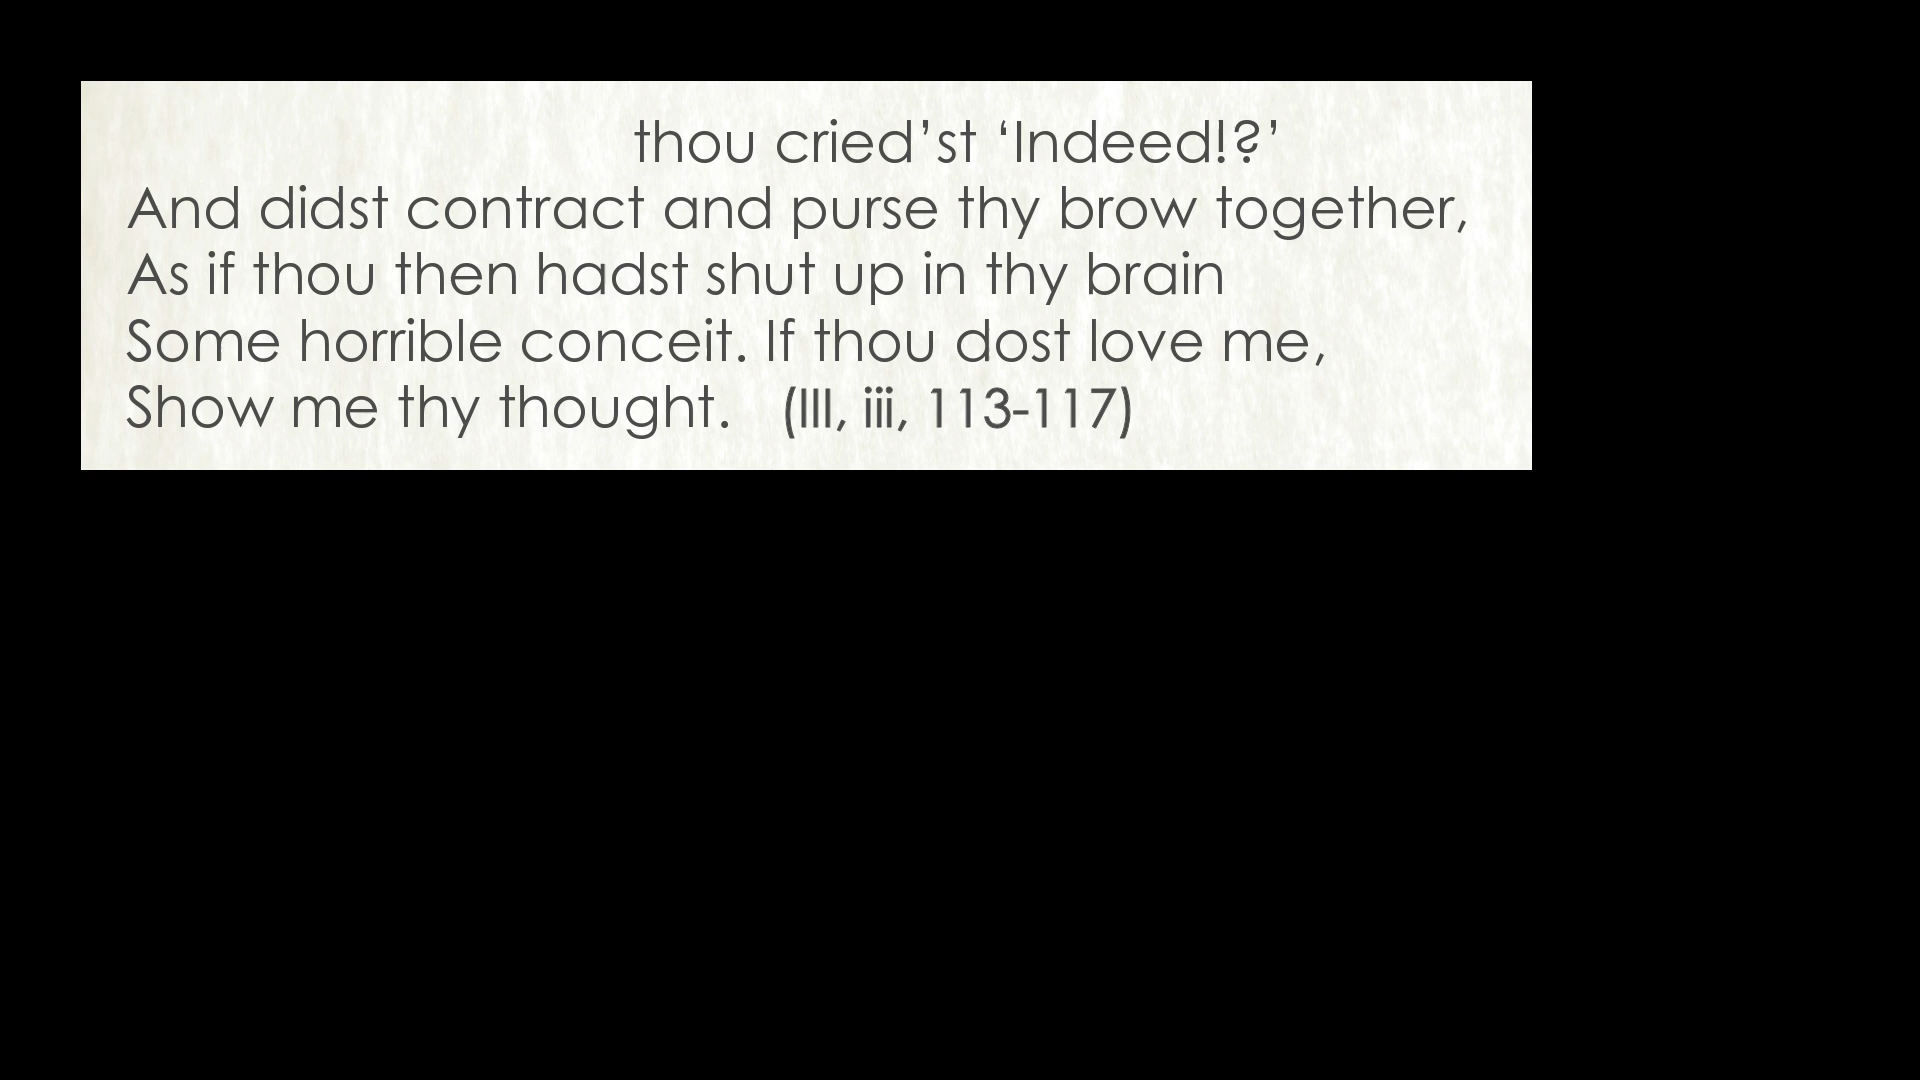 thou cried’st ‘Indeed!?’
And didst contract and purse thy brow together,
As if thou then hadst shut up in thy brain
Some horrible conceit. If thou dost love me,
Show me thy thought. (III, iii, 113-117)